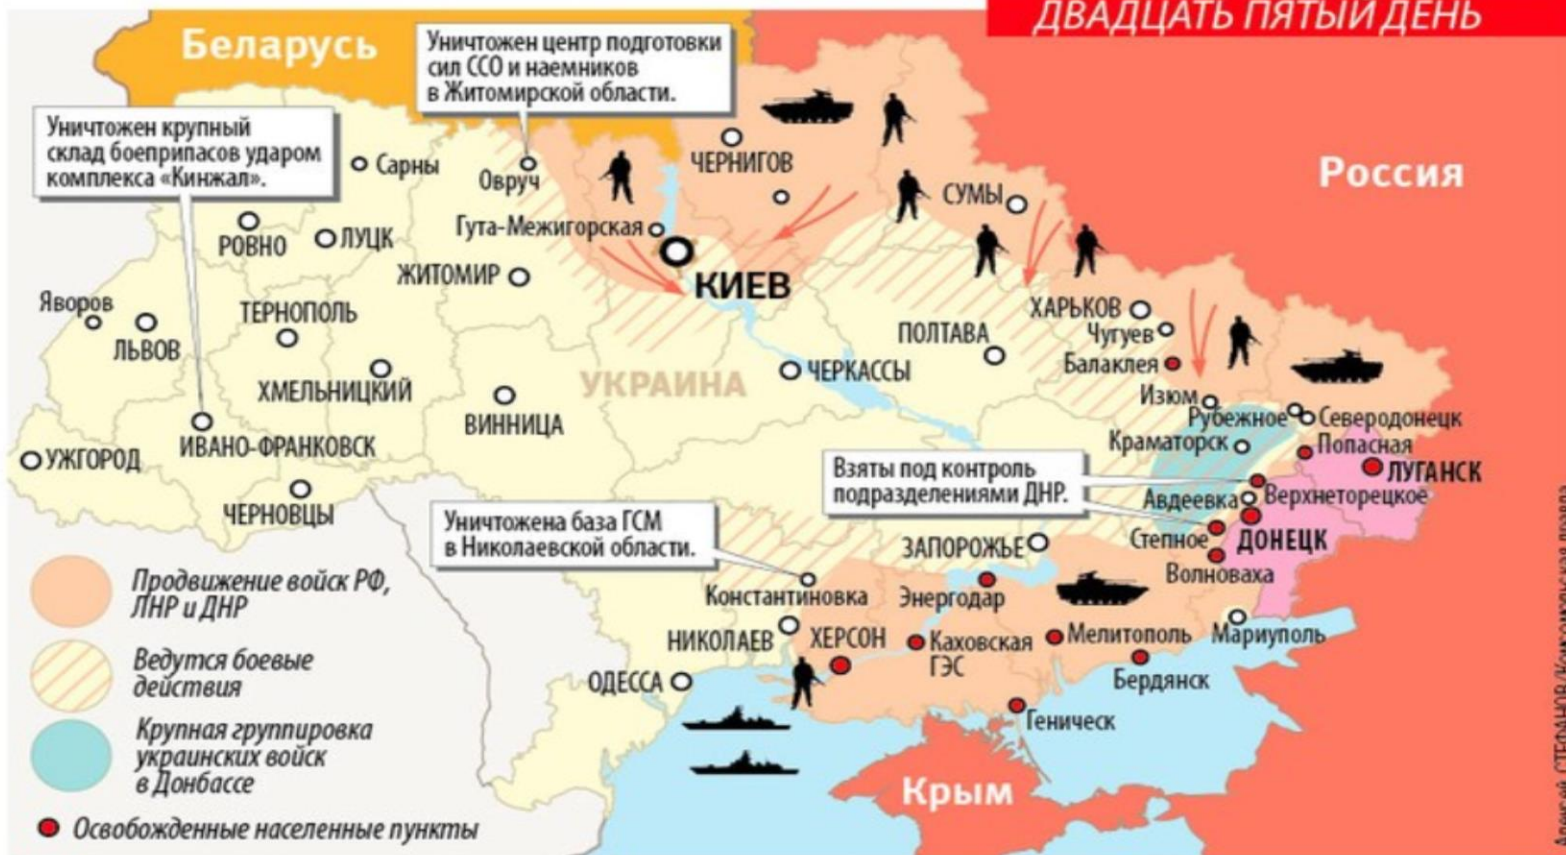 ДВАДЦАТЬ ПЯТЫЙ ДЕНЬ
Беларусь
Уничтожен центр подготовки
сил ССО и наемников
в Житомирской области.
Уничтожен крупный
склад боеприпасов ударом
комплекса «Кинжал».
Россия
Сарны
Овруч
ЧЕРНИГОВ
СУМЫ
РОВНО
ЛУЦК
Гута-Межигорская
ЖИТОМИР
КИЕВ
Яворов
ЛЬВОВ
ТЕРНОПОЛЬ
ХМЕЛЬНИЦКИЙ
УКРАИНА
ЧЕРКАССЫ
ПОЛТАВА
ХАРЬКОВ
Чугуев
Балаклея
Изюм
Рубежное
Северодонецк
Краматорск
Попасная
ЛУГАНСК
УЖГОРОД
ИВАНО-ФРАНКОВСК
ВИННИЦА
ЧЕРНОВЦЫ
Взяты под контроль
подразделениями ДНР.
Авдеевка
Верхнеторецкое
Степное
ДОНЕЦК
Волноваха
Уничтожена база ГСМ
в Николаевской области.
ЗАПОРОЖЬЕ
Константиновка
Энергодар
НИКОЛАЕВ
ХЕРСОН
Каховская
ГЭС
Мелитополь
Мариуполь
Бердянск
ОДЕССА
Геническ
Крым
Продвижение войск РФ,
ЛНР и ДНР
Ведутся боевые
действия
Крупная группировка
украинских войск
в Донбассе
Освобожденные населенные пункты
Алексей СТЕФАНОВ/Комсомольская правда